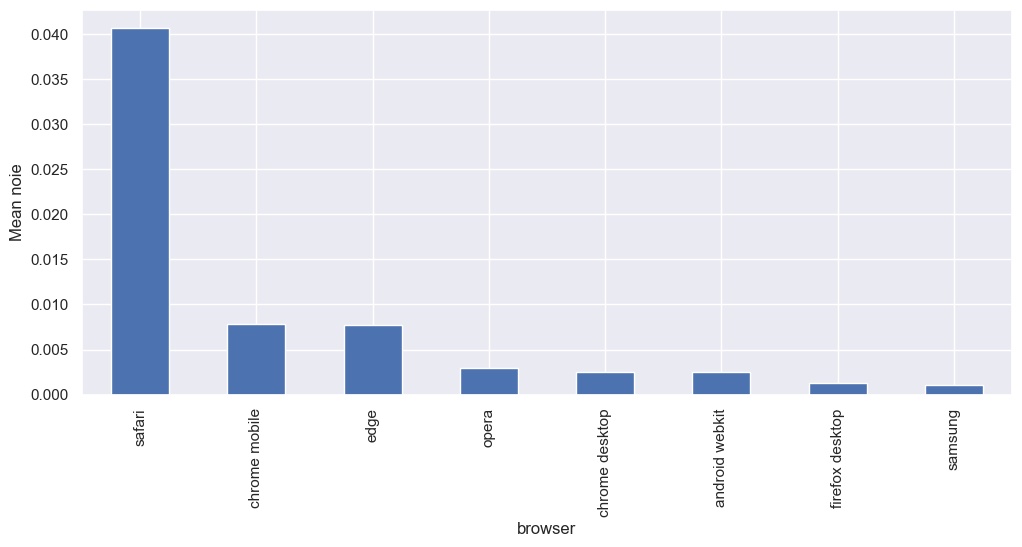 0.040
0.035
0.030
0.025
0.020
0.015
0.010
0.005
0.000
Mean noie
safari
chrome mobile
edge
opera
chrome desktop
android webkit
firefox desktop
samsung
browser